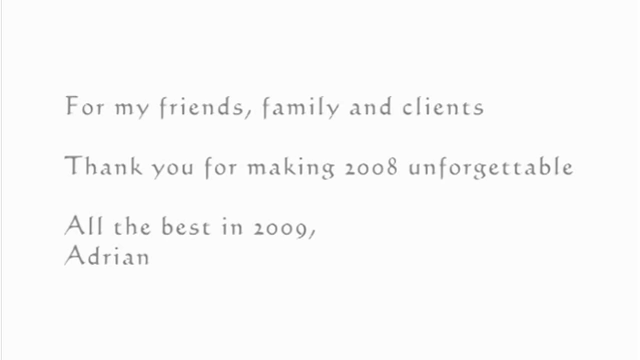 For my friends, family and clients
Thank you for making 2008 unforgettable
All the best in 2009,
Adrian